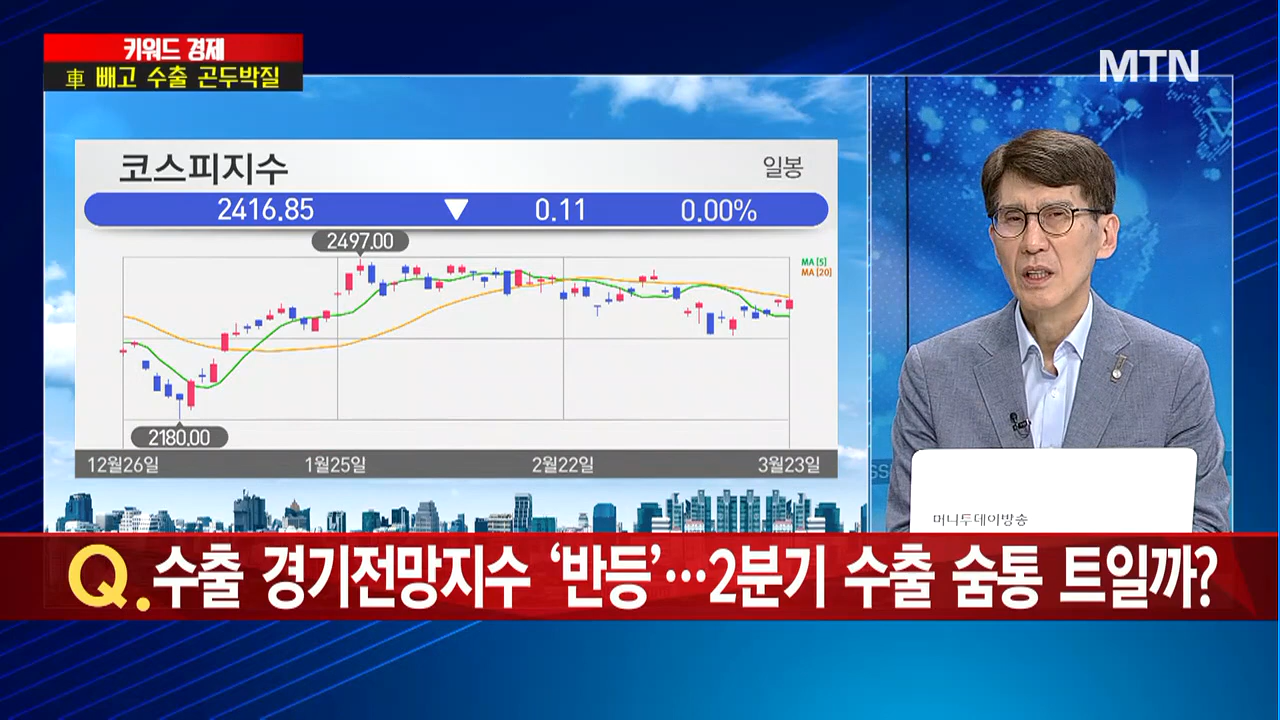 키워드 경제
車 빼고 수출 곤두박질
MTN
코스피지수
일봉
2416.85 ▼ 0.11 0.00%
2497.00
MA [5]
MA [20]
2180.00
12월26일 1월25일 2월22일 3월23일
머니투데이방송
Q.수출 경기전망지수 ‘반등’…2분기 수출 숨통 트일까?